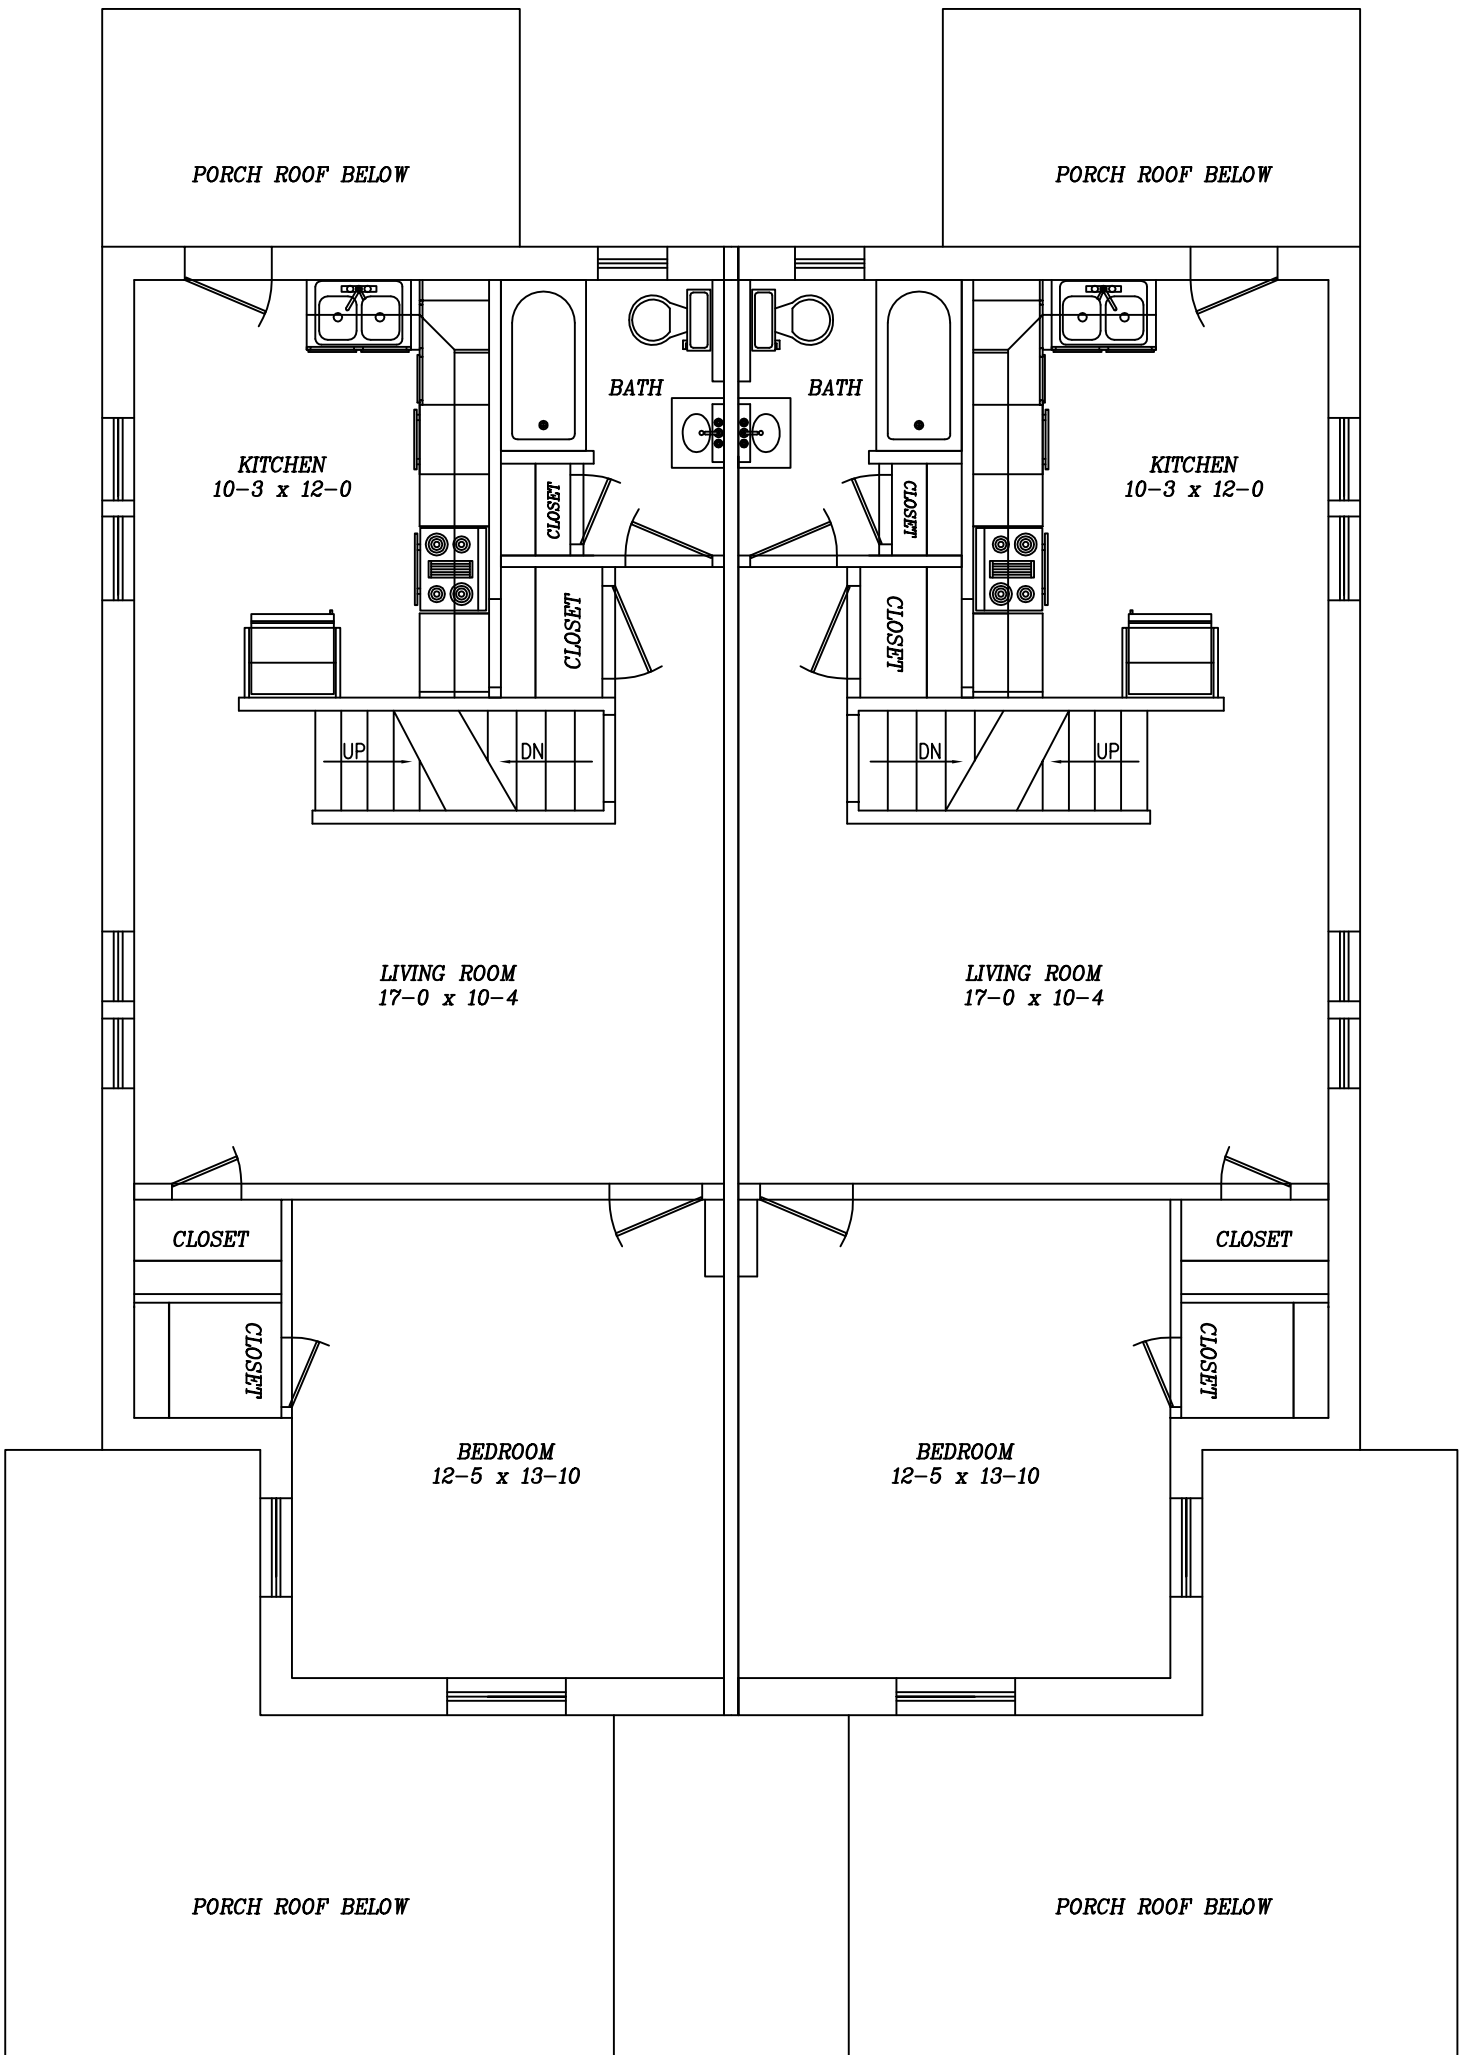 PORCH ROOF BELOW
PORCH ROOF BELOW
BATH
BATH
KITCHEN
10-3 x 12-0
KITCHEN
10-3 x 12-0
CLOSET
CLOSET
CLOSET
CLOSET
UP
DN
DN
UP
LIVING ROOM
17-0 x 10-4
LIVING ROOM
17-0 x 10-4
CLOSET
CLOSET
CLOSET
CLOSET
BEDROOM
12-5 x 13-10
BEDROOM
12-5 x 13-10
PORCH ROOF BELOW
PORCH ROOF BELOW